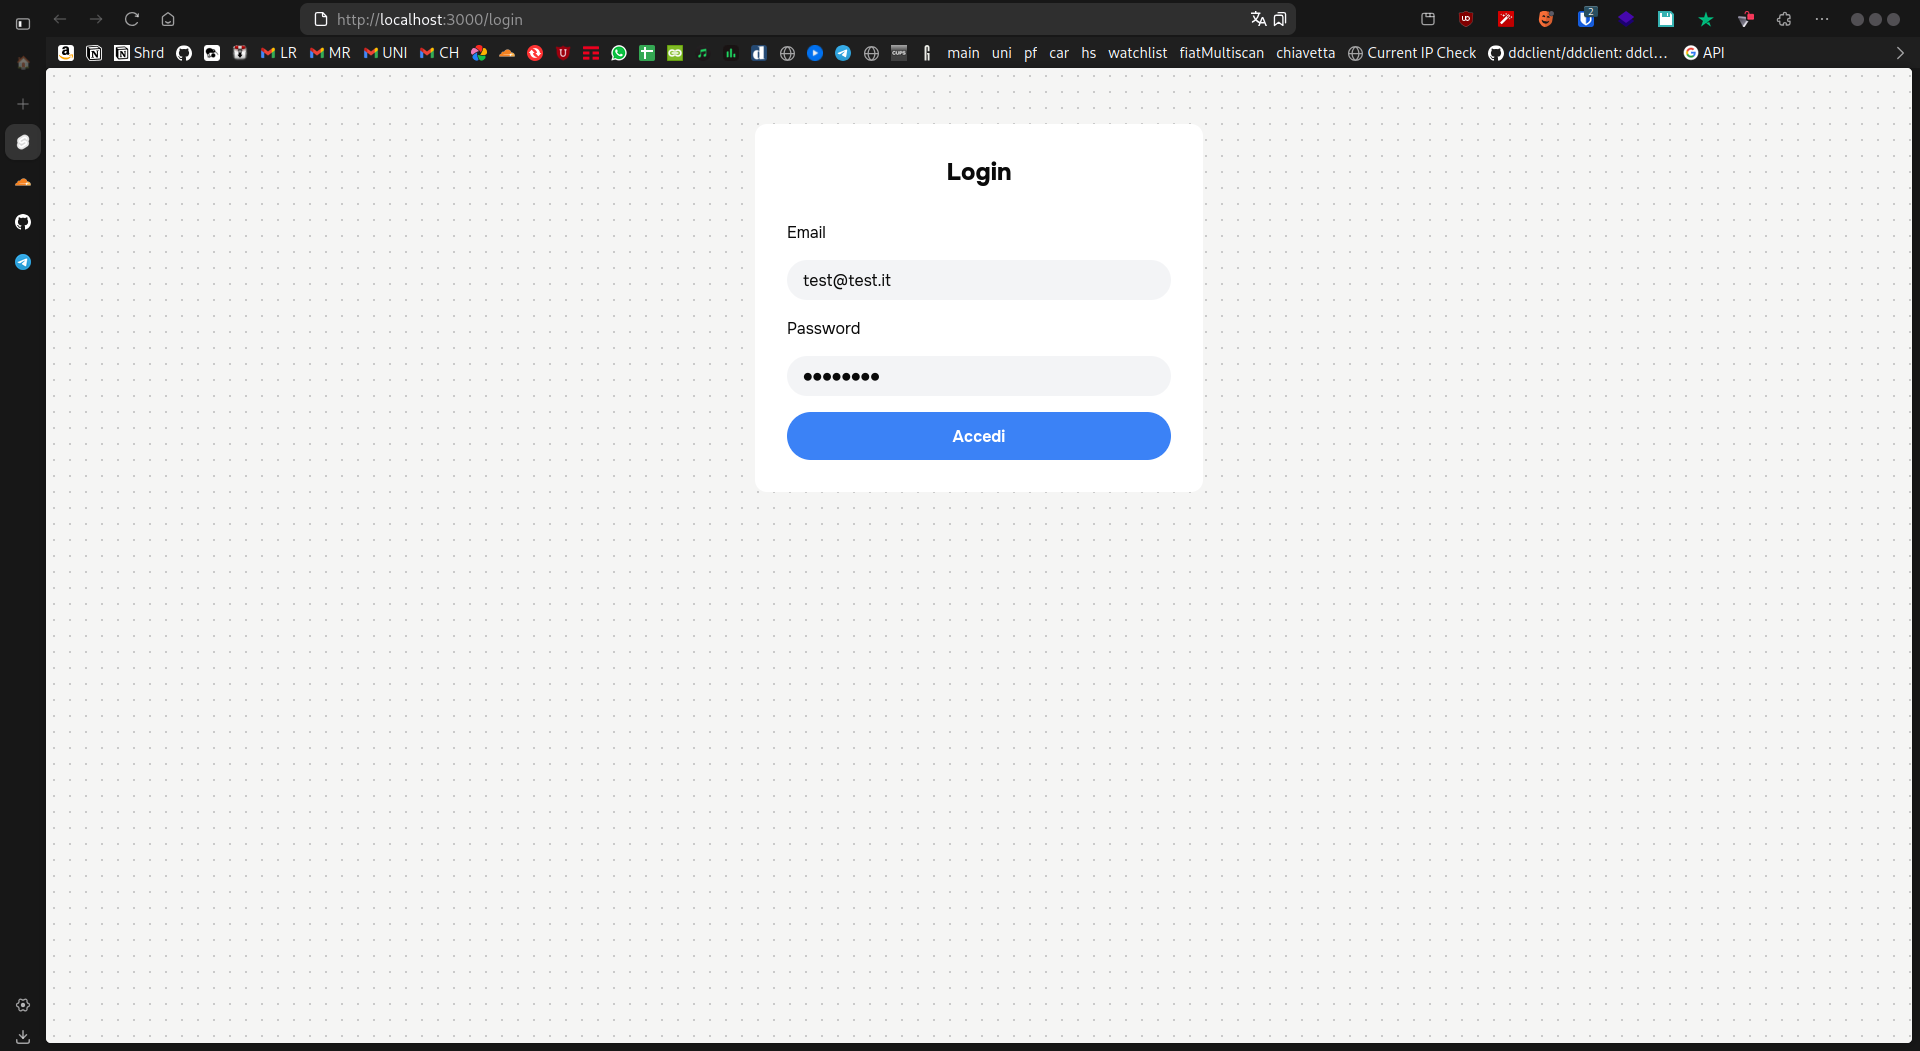 http://localhost:3000/login
2
Shrd LR MR UNI CH main uni pf car hs watchlist fiatMultiscan chiavetta Current IP Check ddclient/ddclient: ddcl... API
Login
Email
test@test.it
Password
Accedi